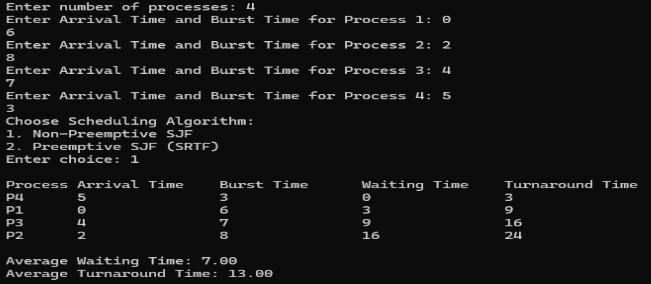 Enter number of processes: 4
Enter Arrival Time and Burst Time for Process 1: 0
6
Enter Arrival Time and Burst Time for Process 2: 2
8
Enter Arrival Time and Burst Time for Process 3: 4
7
Enter Arrival Time and Burst Time for Process 4: 5
3
Choose Scheduling Algorithm:
1. Non-Preemptive SJF
2. Preemptive SJF (SRTF)
Enter choice: 1
Process Arrival Time Burst Time Waiting Time Turnaround Time
P4 5 3 0 3
P1 0 6 3 9
P3 4 7 9 16
P2 2 8 16 24
Average Waiting Time: 7.00
Average Turnaround Time: 13.00